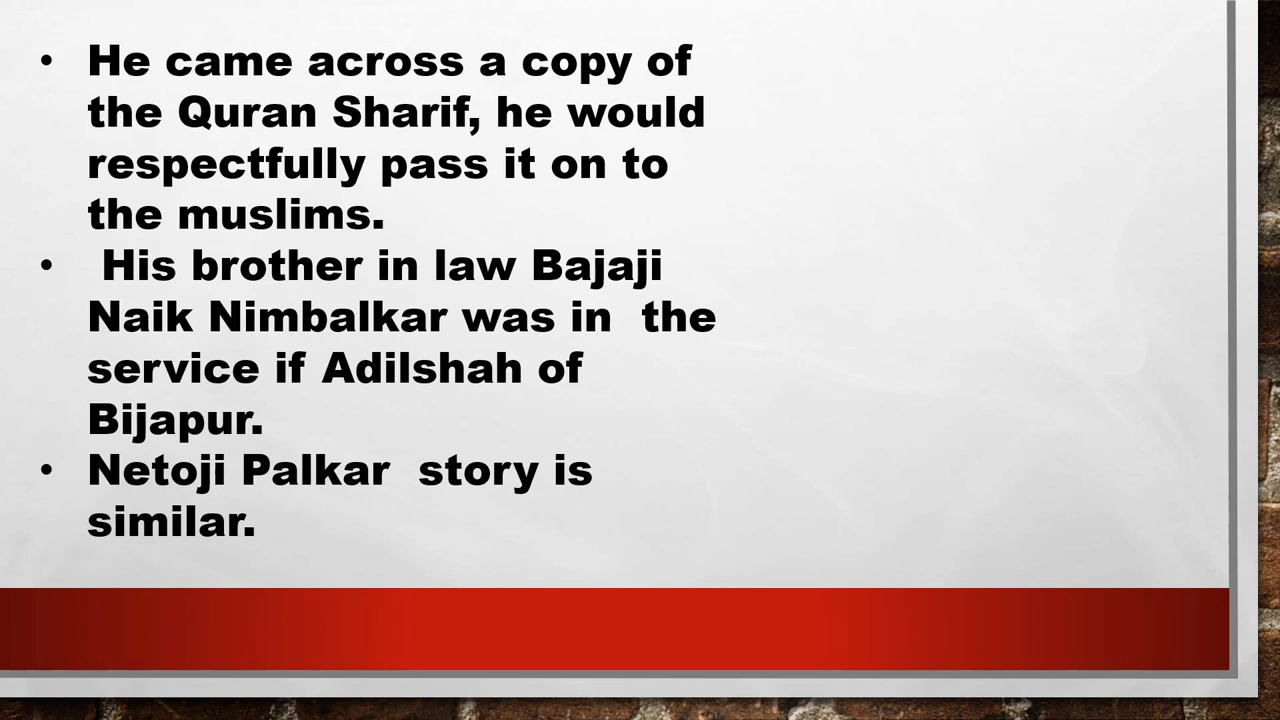 • He came across a copy of
the Quran Sharif, he would
respectfully pass it on to
the muslims.
• His brother in law Bajaji
Naik Nimbalkar was in the
service if Adilshah of
Bijapur.
• Netoji Palkar story is
similar.